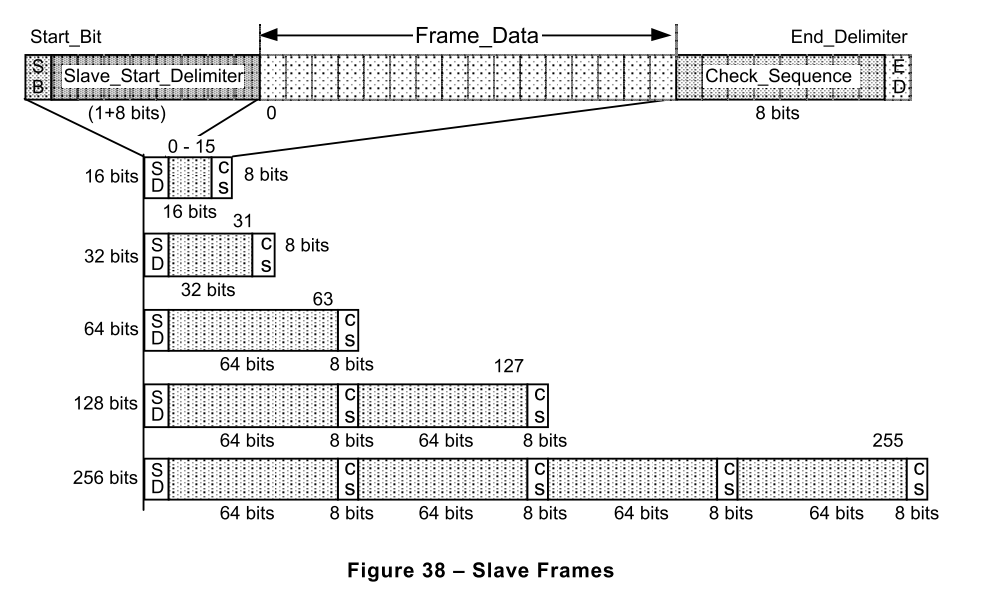 Start_Bit Frame_Data End_Delimiter
S B Slave_Start_Delimiter Check_Sequence E D
(1+8 bits) 0 8 bits
0 - 15
16 bits S D C S 8 bits
16 bits
31
32 bits S D C S 8 bits
32 bits
63
64 bits S D C S
64 bits 8 bits
127
128 bits S D C S C S
64 bits 8 bits 64 bits 8 bits
255
256 bits S D C S C S C S C S
64 bits 8 bits 64 bits 8 bits 64 bits 8 bits 64 bits 8 bits
Figure 38 – Slave Frames